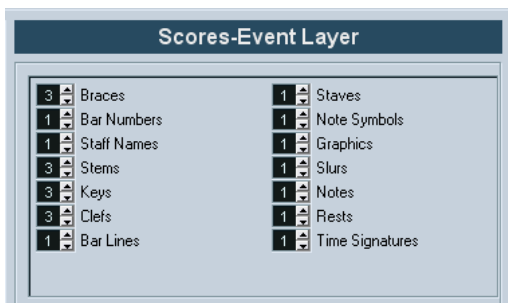 Scores-Event Layer
3 Braces
1 Bar Numbers
1 Staff Names
3 Stems
3 Keys
3 Clefs
1 Bar Lines
1 Staves
1 Note Symbols
1 Graphics
1 Slurs
1 Notes
1 Rests
1 Time Signatures